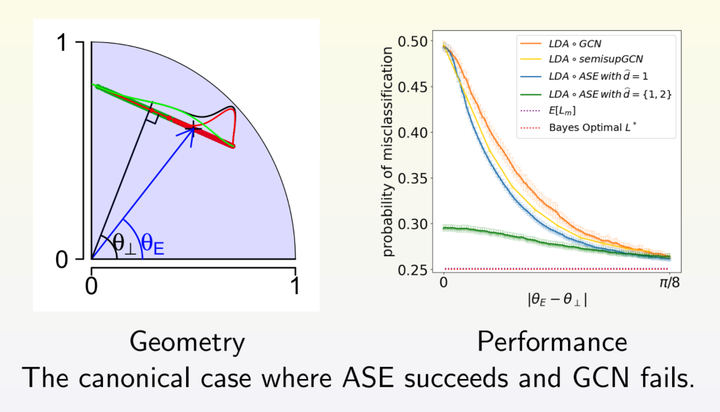 1
0
0
1
θ⊥
θE
0.50
0.45
0.40
0.35
0.30
0.25
probability of misclassification
LDA∘GCN
LDA∘semisupGCN
LDA∘ASE with d̂ = 1
LDA∘ASE with d̂ = {1, 2}
E[Lm]
Bayes Optimal L*
0
π/8
|θE − θ⊥|
Geometry
Performance
The canonical case where ASE succeeds and GCN fails.